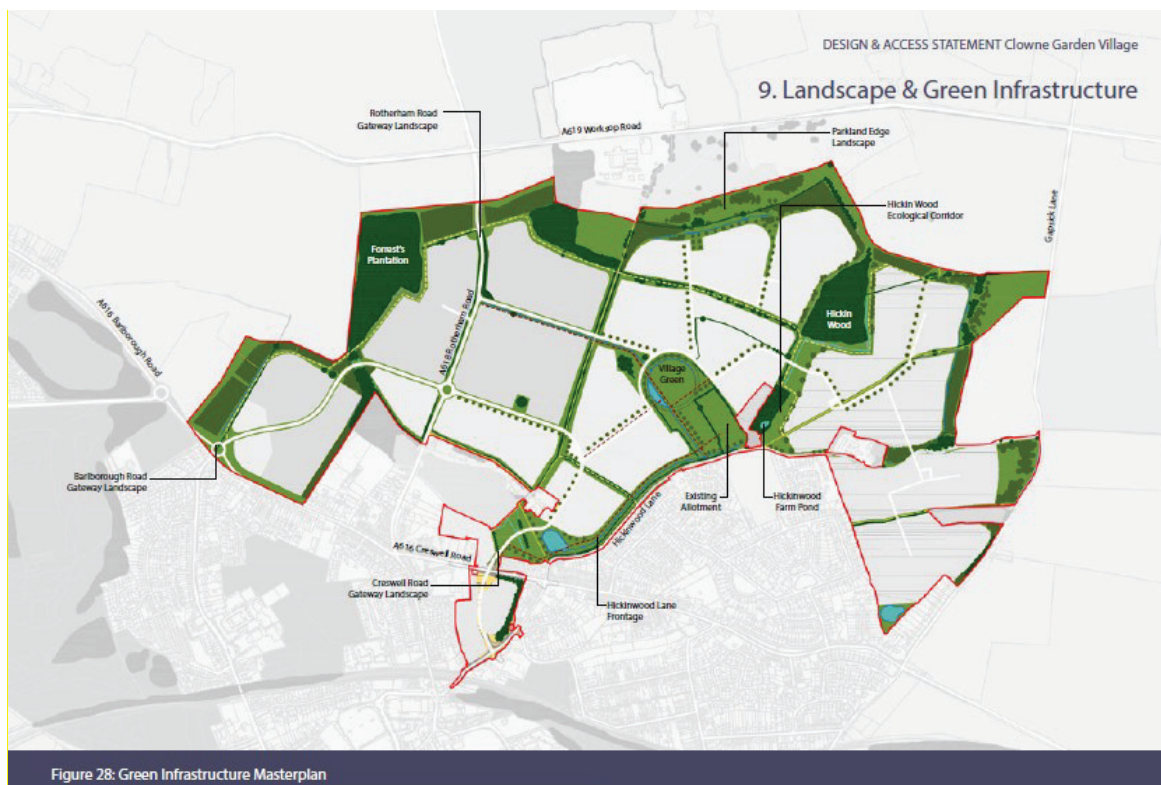 DESIGN & ACCESS STATEMENT Clowne Garden Village
9. Landscape & Green Infrastructure
Rotherham Road
Gateway Landscape
A619 Worksop Road
Parkland Edge
Landscape
Hickin Wood
Ecological Corridor
Gapsick Lane
Forrest's
Plantation
A616 Barlborough Road
A618 Rotherham Road
Hickin
Wood
Village
Green
Barlborough Road
Gateway Landscape
Existing
Allotment
Hickinwood
Farm Pond
Hickinwood Lane
A616 Creswell Road
Creswell Road
Gateway Landscape
Hickinwood Lane
Frontage
Figure 28: Green Infrastructure Masterplan